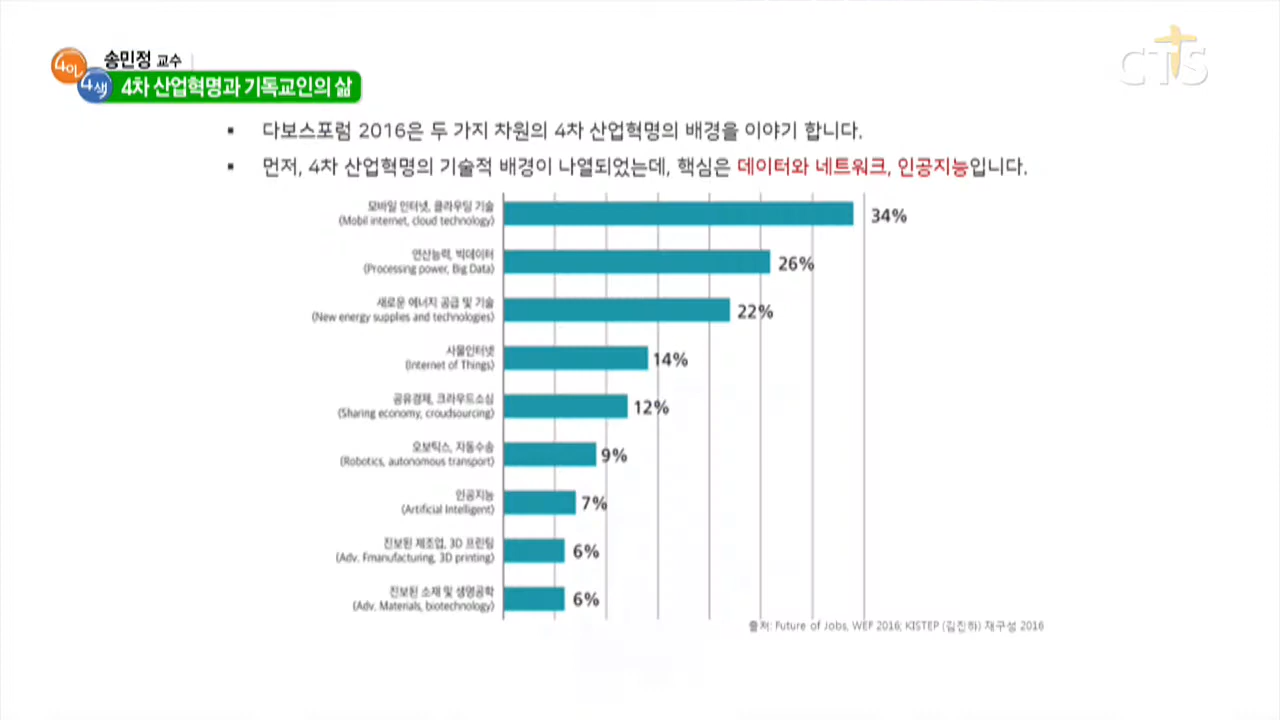 4인
4색
송민정 교수
4차 산업혁명과 기독교인의 삶
CTS
▪ 다보스포럼 2016은 두 가지 차원의 4차 산업혁명의 배경을 이야기 합니다.
▪ 먼저, 4차 산업혁명의 기술적 배경이 나열되었는데, 핵심은 데이터와 네트워크, 인공지능입니다.
모바일 인터넷, 클라우딩 기술
(Mobil internet, cloud technology)
34%
연산능력, 빅데이터
(Processing power, Big Data)
26%
새로운 에너지 공급 및 기술
(New energy supplies and technologies)
22%
사물인터넷
(Internet of Things)
14%
공유경제, 크라우드소싱
(Sharing economy, croudsourcing)
12%
오보틱스, 자동수송
(Robotics, autonomous transport)
9%
인공지능
(Artificial Intelligent)
7%
진보된 제조업, 3D 프린팅
(Adv. Fmanufacturing, 3D printing)
6%
진보된 소재 및 생명공학
(Adv. Materials, biotechnology)
6%
출처: Future of Jobs, WEF 2016; KISTEP (김진하) 재구성 2016